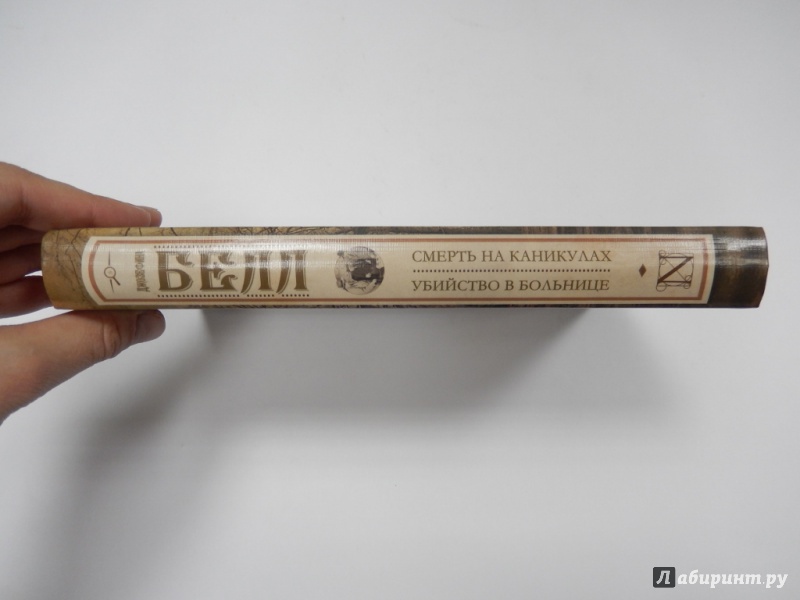 ДЖОЗЕФИН
БЕЛЛ
СМЕРТЬ НА КАНИКУЛАХ
УБИЙСТВО В БОЛЬНИЦЕ
N
Л Лабиринт.ру